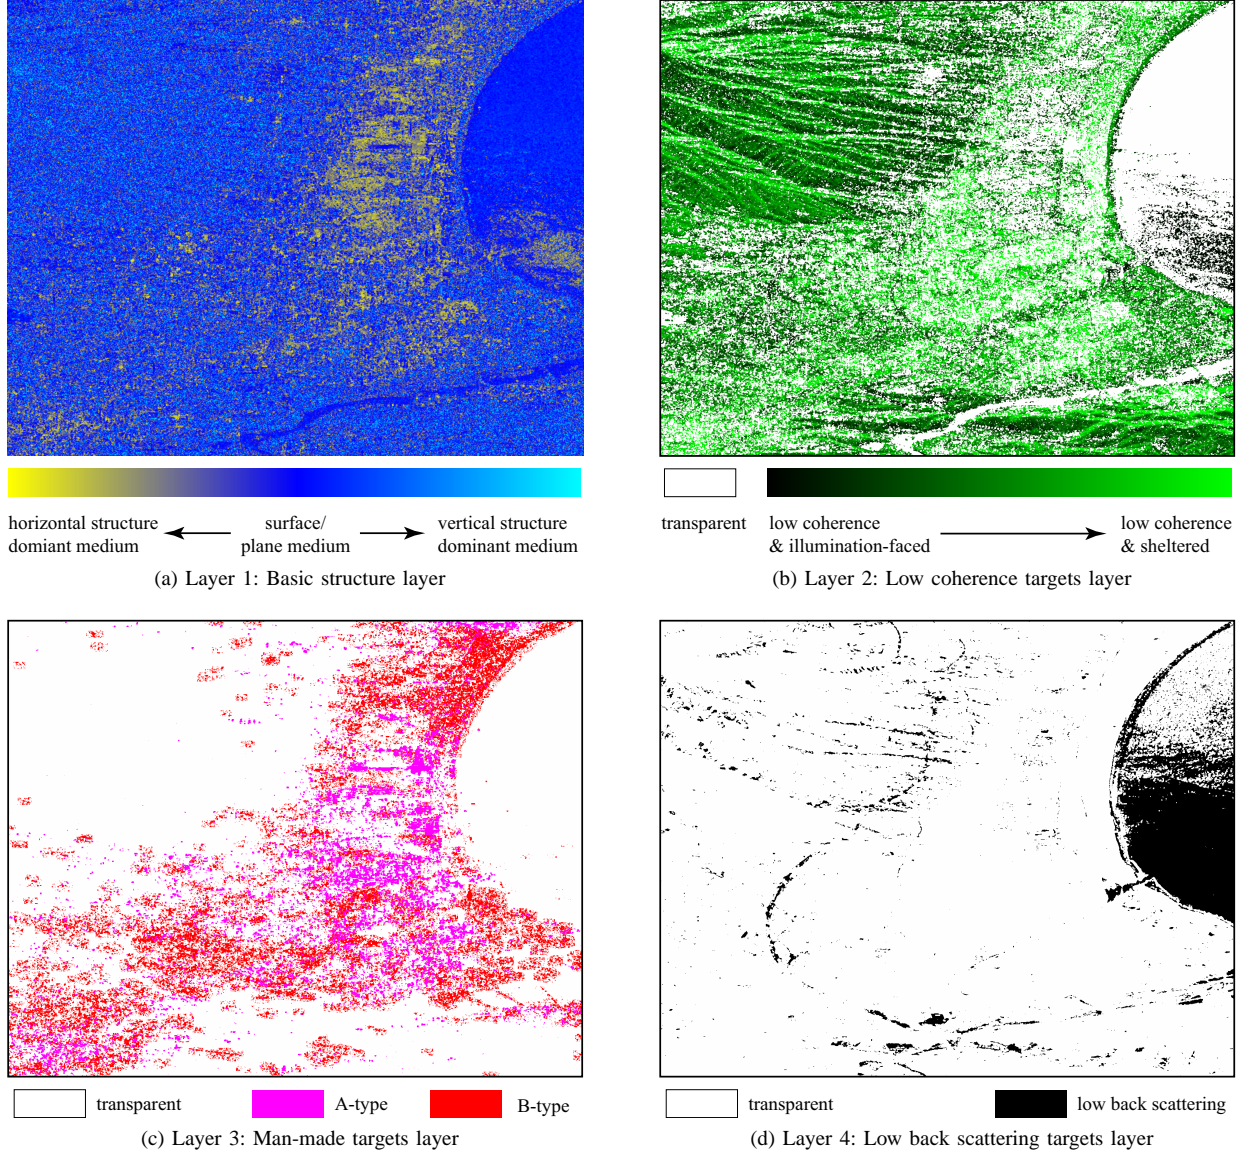 horizontal structure
domiant medium
surface/
plane medium
vertical structure
dominant medium
(a) Layer 1: Basic structure layer
transparent
low coherence
& illumination-faced
low coherence
& sheltered
(b) Layer 2: Low coherence targets layer
transparent
A-type
B-type
(c) Layer 3: Man-made targets layer
transparent
low back scattering
(d) Layer 4: Low back scattering targets layer